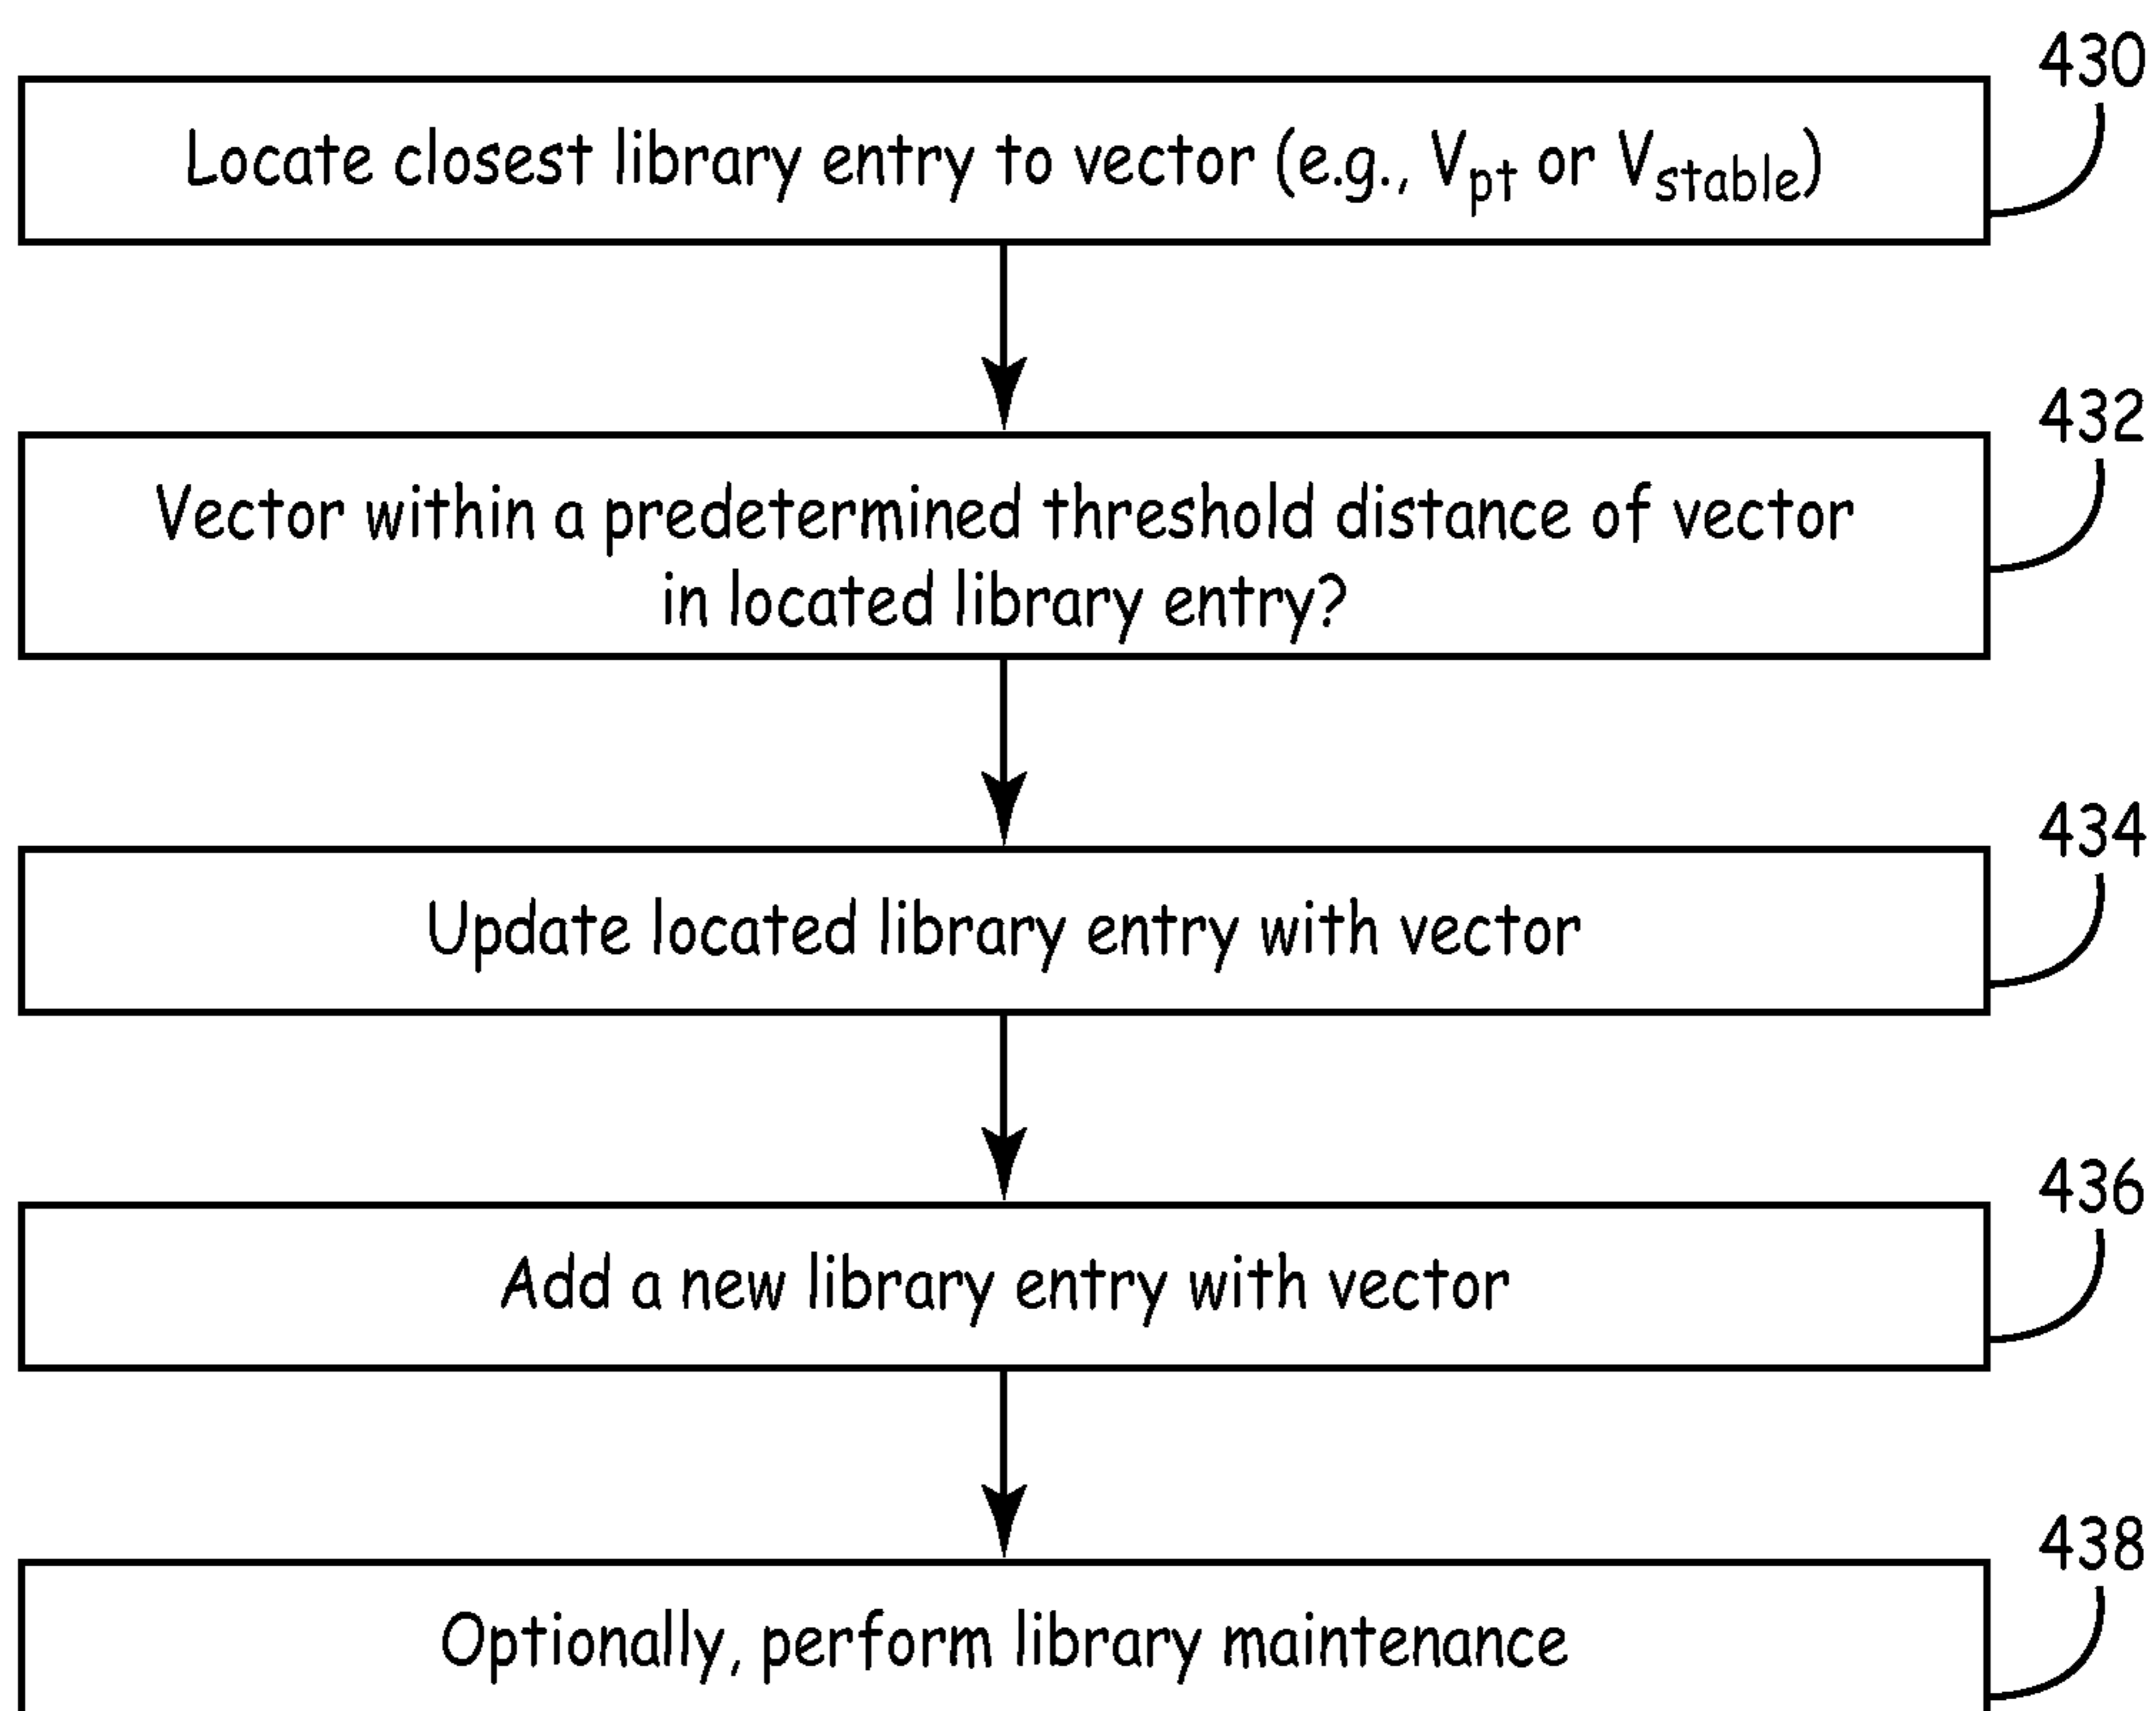 430
Locate closest library entry to vector (e.g., Vpt or Vstable)
432
Vector within a predetermined threshold distance of vector
in located library entry?
434
Update located library entry with vector
436
Add a new library entry with vector
438
Optionally, perform library maintenance